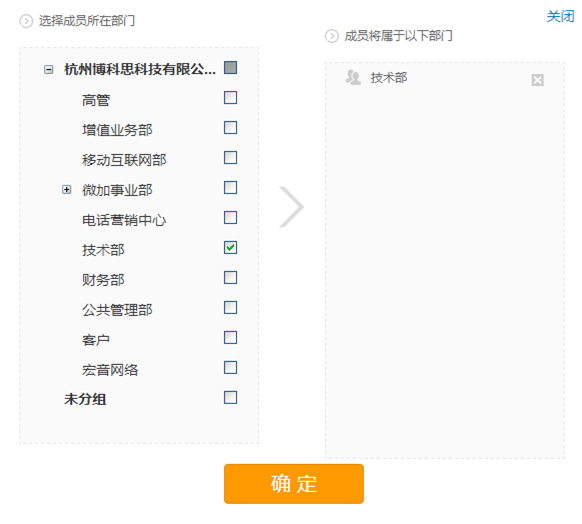 关闭
选择成员所在部门
成员将属于以下部门
杭州博科思科技有限公...
高管
增值业务部
移动互联网部
微加事业部
电话营销中心
技术部
财务部
公共管理部
客户
宏音网络
未分组
技术部
确定